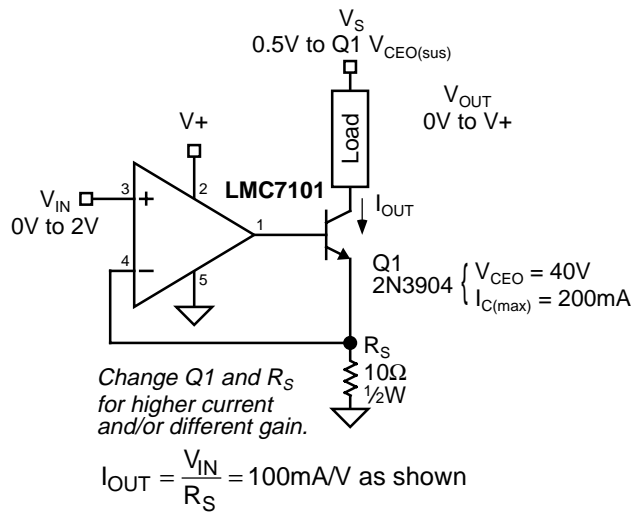 V_S
0.5V to Q1 V_CEO(sus)
V_OUT
0V to V+
V+
Load
LMC7101
V_IN
0V to 2V
3
+
2
1
4
−
5
I_OUT
Q1
2N3904
{ V_CEO = 40V
I_C(max) = 200mA
R_S
10Ω
½W
Change Q1 and R_S
for higher current
and/or different gain.
I_OUT = V_IN / R_S = 100mA/V as shown